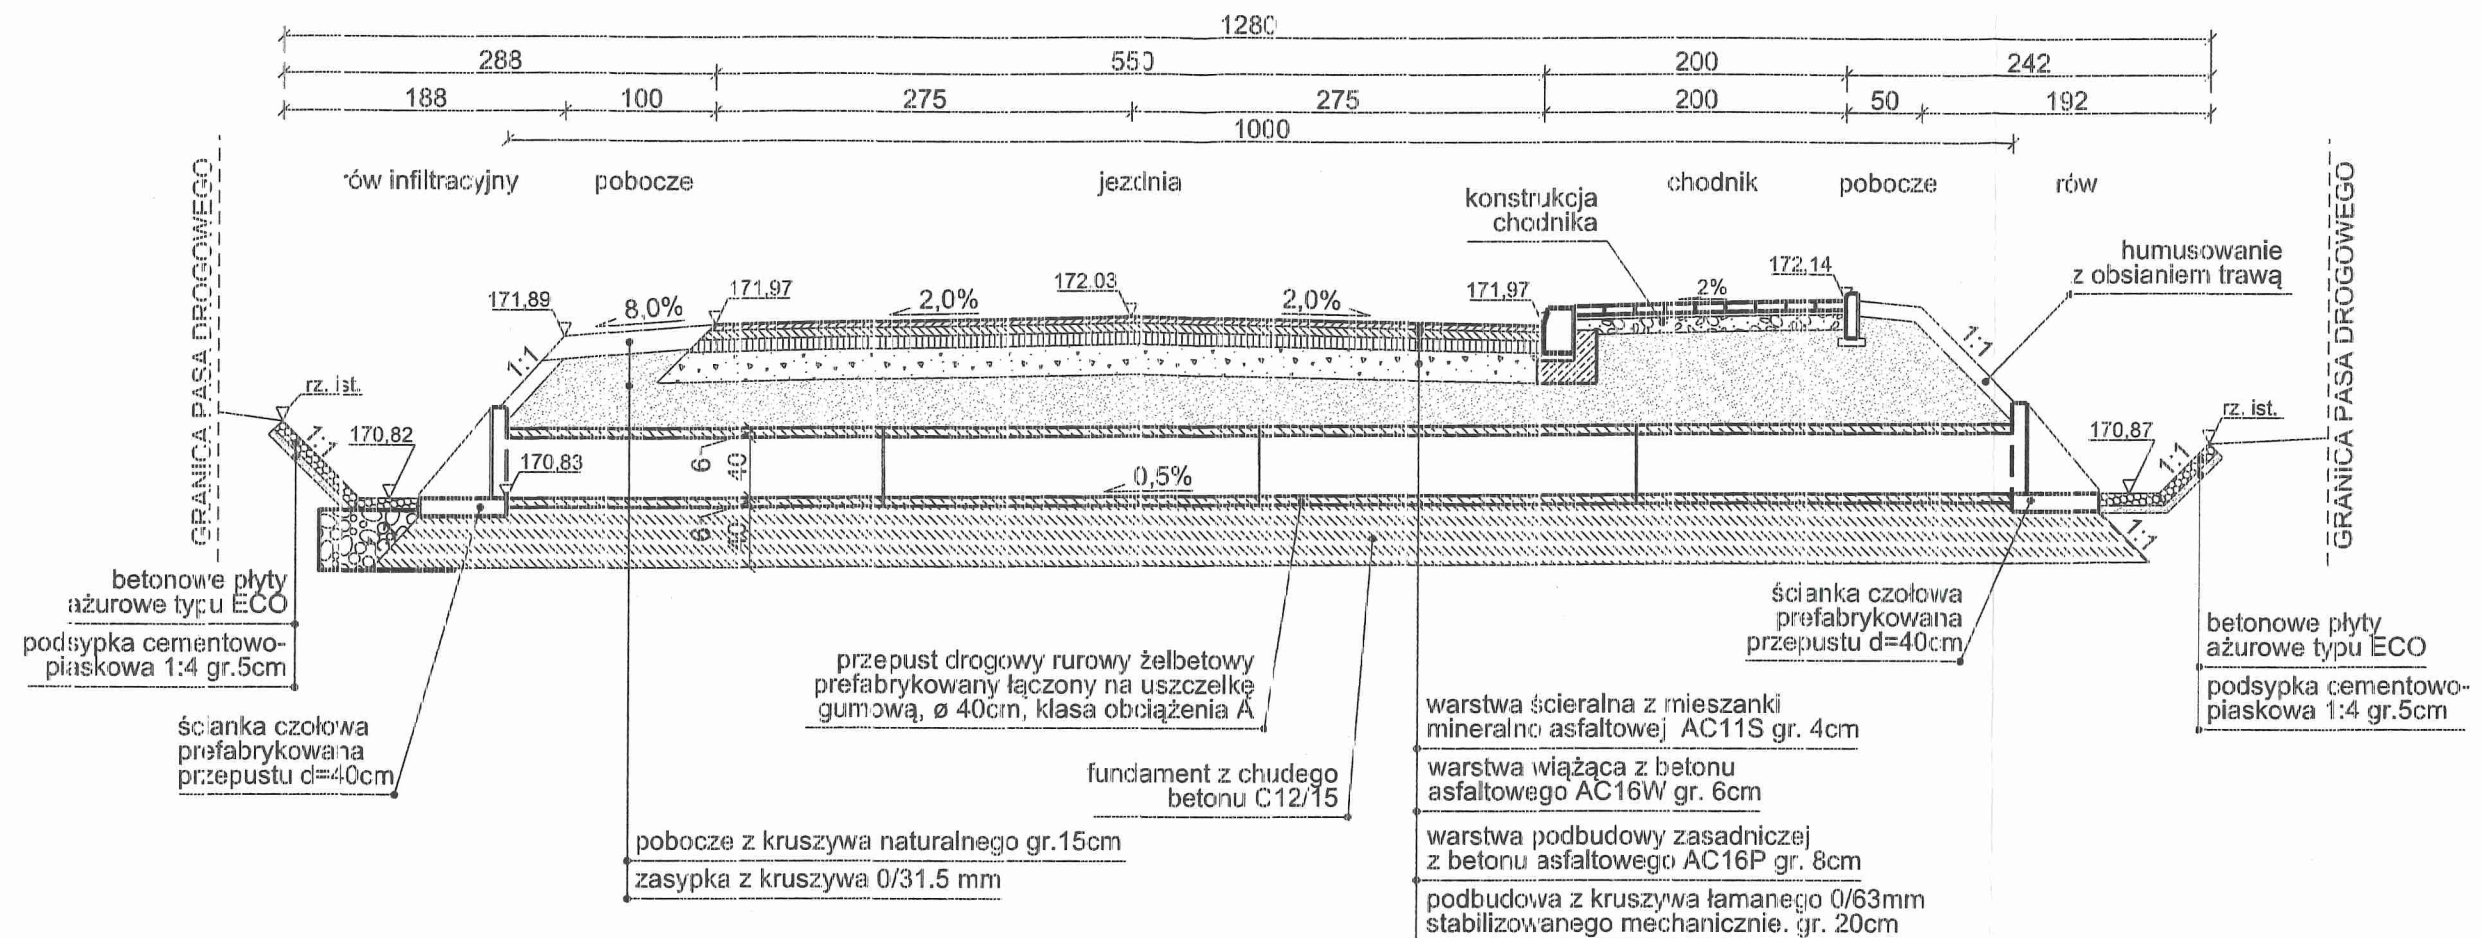 1280
288 550 200 242
188 100 275 275 200 50 192
1000
rów infiltracyjny pobocze jezdnia chodnik pobocze rów
konstrukcja
chodnika
GRANICA PASA DROGOWEGO
GRANICA PASA DROGOWEGO
humusowanie
z obsianiem trawą
171,89 8,0% 171,97 2,0% 172,03 2,0% 171,97 2% 172,14
1:1
1:1
rz. ist.
rz. ist.
1:1 170,82
170,87 1:1
170,83
6 40
0,5%
6 40
1:1
betonowe płyty
ażurowe typu ECO
podsypka cementowo-
piaskowa 1:4 gr.5cm
ścianka czołowa
prefabrykowana
przepustu d=40cm
ścianka czołowa
prefabrykowana
przepustu d=40cm
betonowe płyty
ażurowe typu ECO
podsypka cementowo-
piaskowa 1:4 gr.5cm
przepust drogowy rurowy żelbetowy
prefabrykowany łączony na uszczelkę
gumową, ø 40cm, klasa obciążenia A
fundament z chudego
betonu C12/15
pobocze z kruszywa naturalnego gr.15cm
zasypka z kruszywa 0/31.5 mm
warstwa ścieralna z mieszanki
mineralno asfaltowej AC11S gr. 4cm
warstwa wiążąca z betonu
asfaltowego AC16W gr. 6cm
warstwa podbudowy zasadniczej
z betonu asfaltowego AC16P gr. 8cm
podbudowa z kruszywa łamanego 0/63mm
stabilizowanego mechanicznie. gr. 20cm